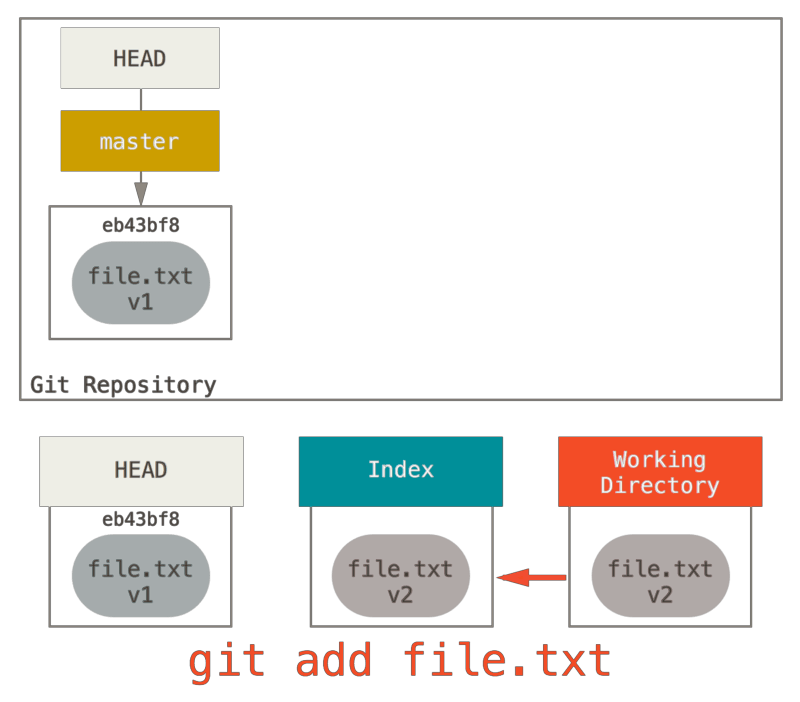 HEAD
master
eb43bf8
file.txt
v1
Git Repository
HEAD
Index
Working
Directory
eb43bf8
file.txt
v1
file.txt
v2
file.txt
v2
git add file.txt